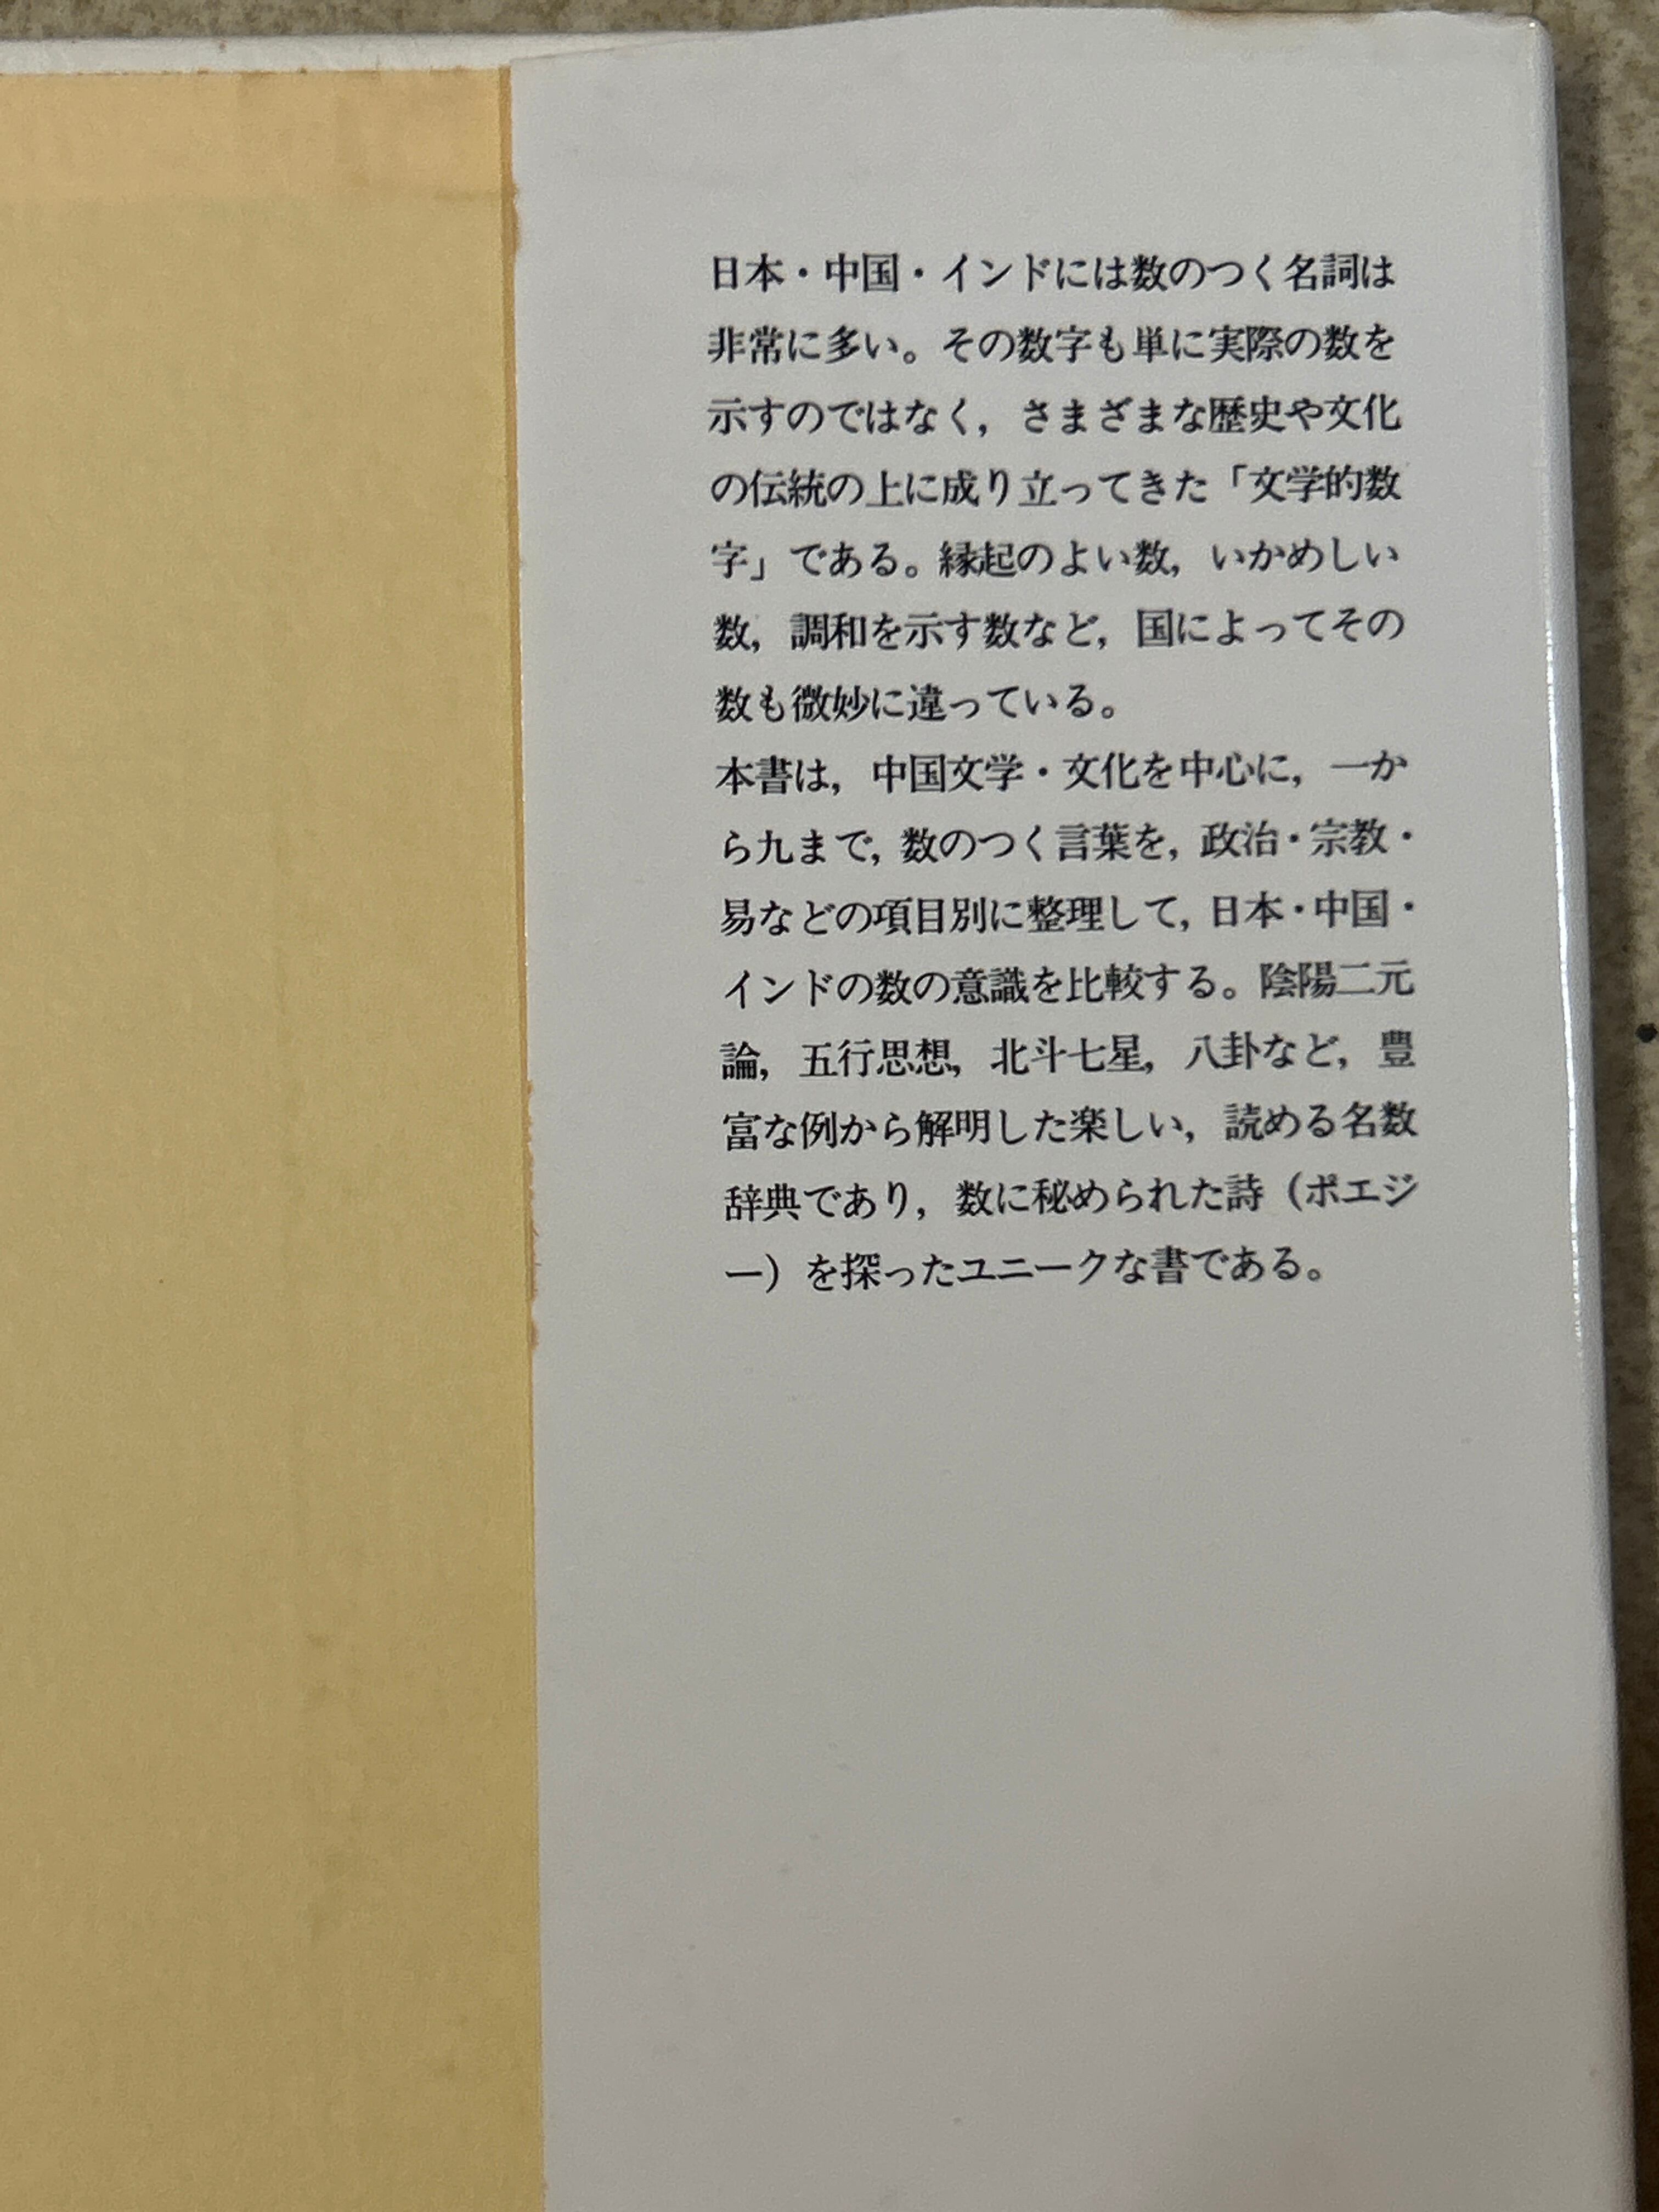 日本・中国・インドには数のつく名詞は
非常に多い。その数字も単に実際の数を
示すのではなく，さまざまな歴史や文化
の伝統の上に成り立ってきた「文学的数
字」である。縁起のよい数，いかめしい
数，調和を示す数など，国によってその
数も微妙に違っている。
本書は，中国文学・文化を中心に，一か
ら九まで，数のつく言葉を，政治・宗教・
易などの項目別に整理して，日本・中国・
インドの数の意識を比較する。陰陽二元
論，五行思想，北斗七星，八卦など，豊
富な例から解明した楽しい，読める名数
辞典であり，数に秘められた詩（ポエジ
ー）を探ったユニークな書である。